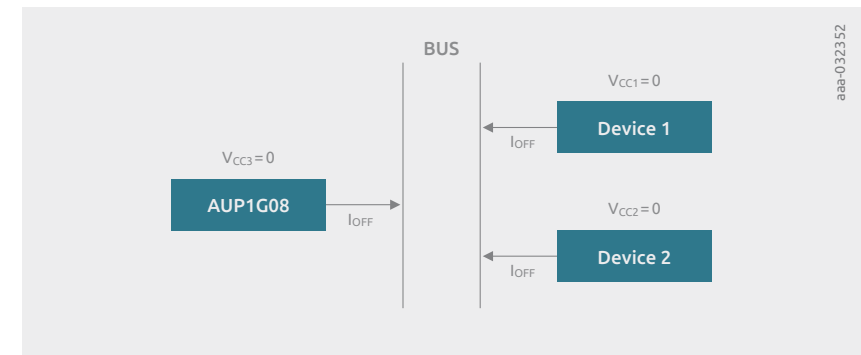 BUS
aaa-032352
VCC1 = 0
Device 1
IOFF
VCC3 = 0
AUP1G08
IOFF
VCC2 = 0
Device 2
IOFF